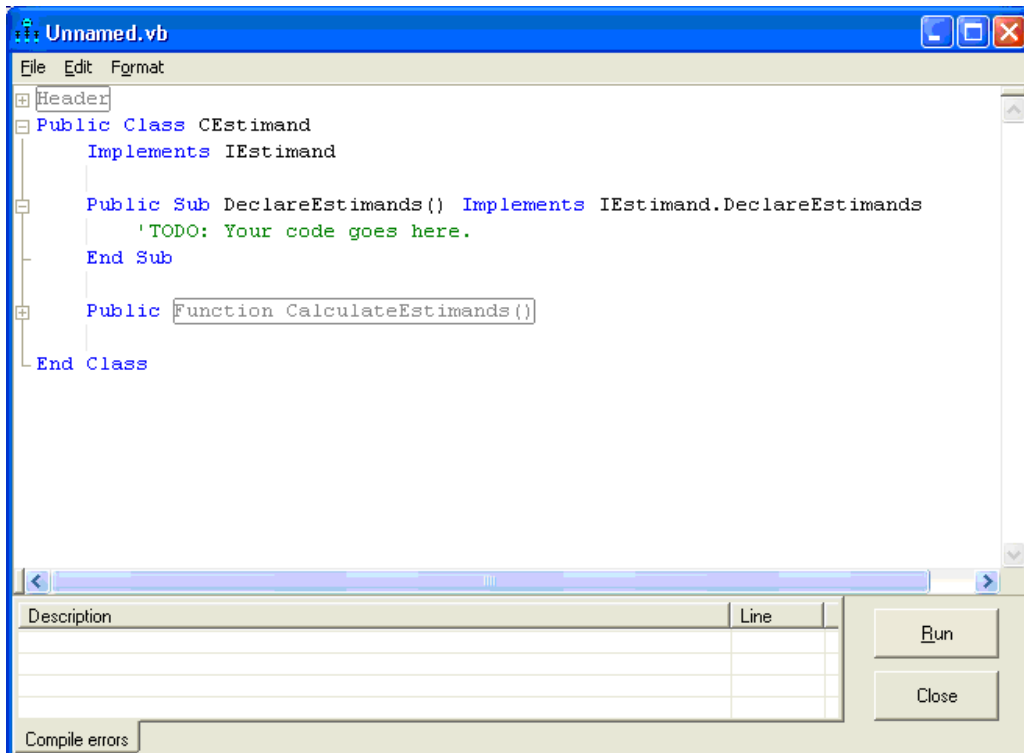 Unnamed.vb
File Edit Format
Header
Public Class CEstimand
Implements IEstimand
Public Sub DeclareEstimands() Implements IEstimand.DeclareEstimands
'TODO: Your code goes here.
End Sub
Public Function CalculateEstimands()
End Class
Description Line
Run
Close
Compile errors